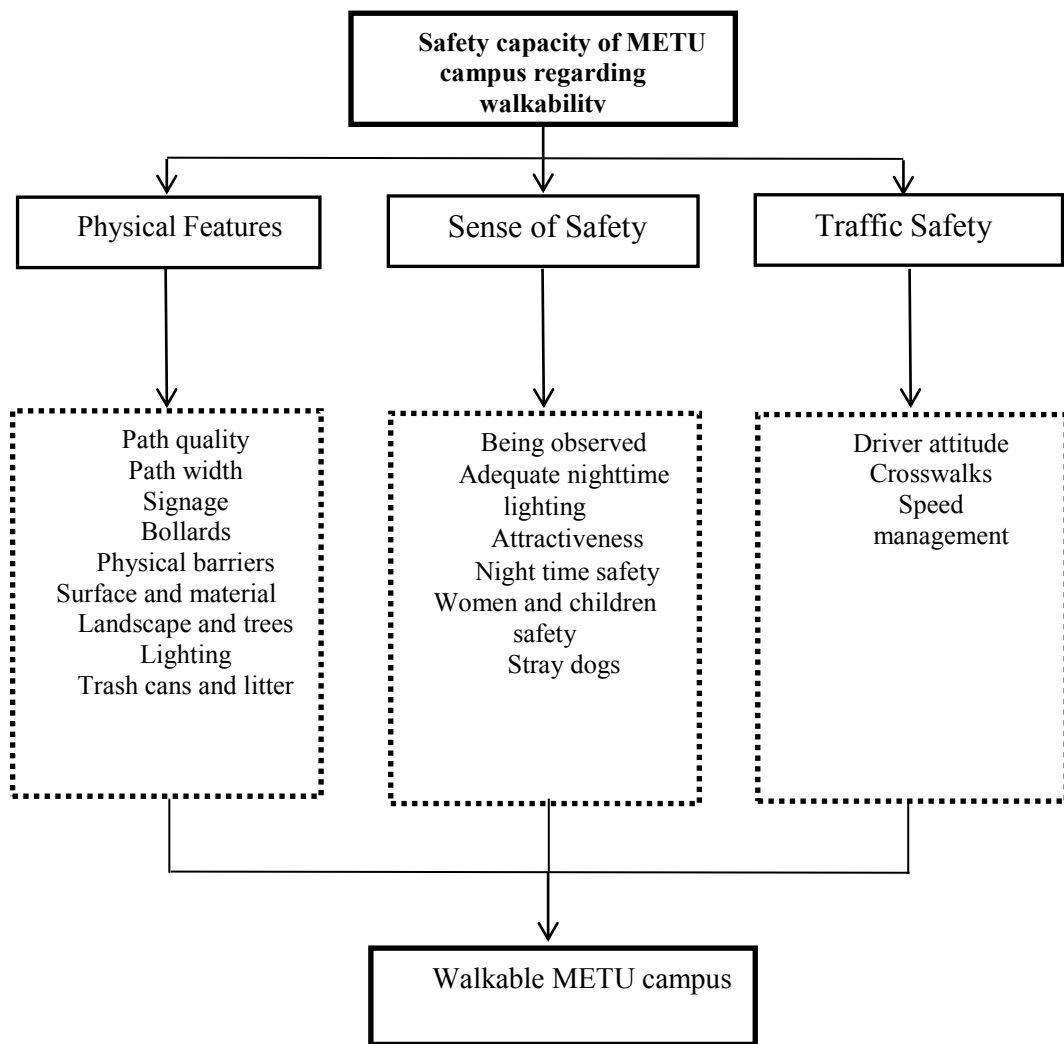 Safety capacity of METU
campus regarding
walkability
Physical Features
Sense of Safety
Traffic Safety
Path quality
Path width
Signage
Bollards
Physical barriers
Surface and material
Landscape and trees
Lighting
Trash cans and litter
Being observed
Adequate nighttime
lighting
Attractiveness
Night time safety
Women and children
safety
Stray dogs
Driver attitude
Crosswalks
Speed
management
Walkable METU campus